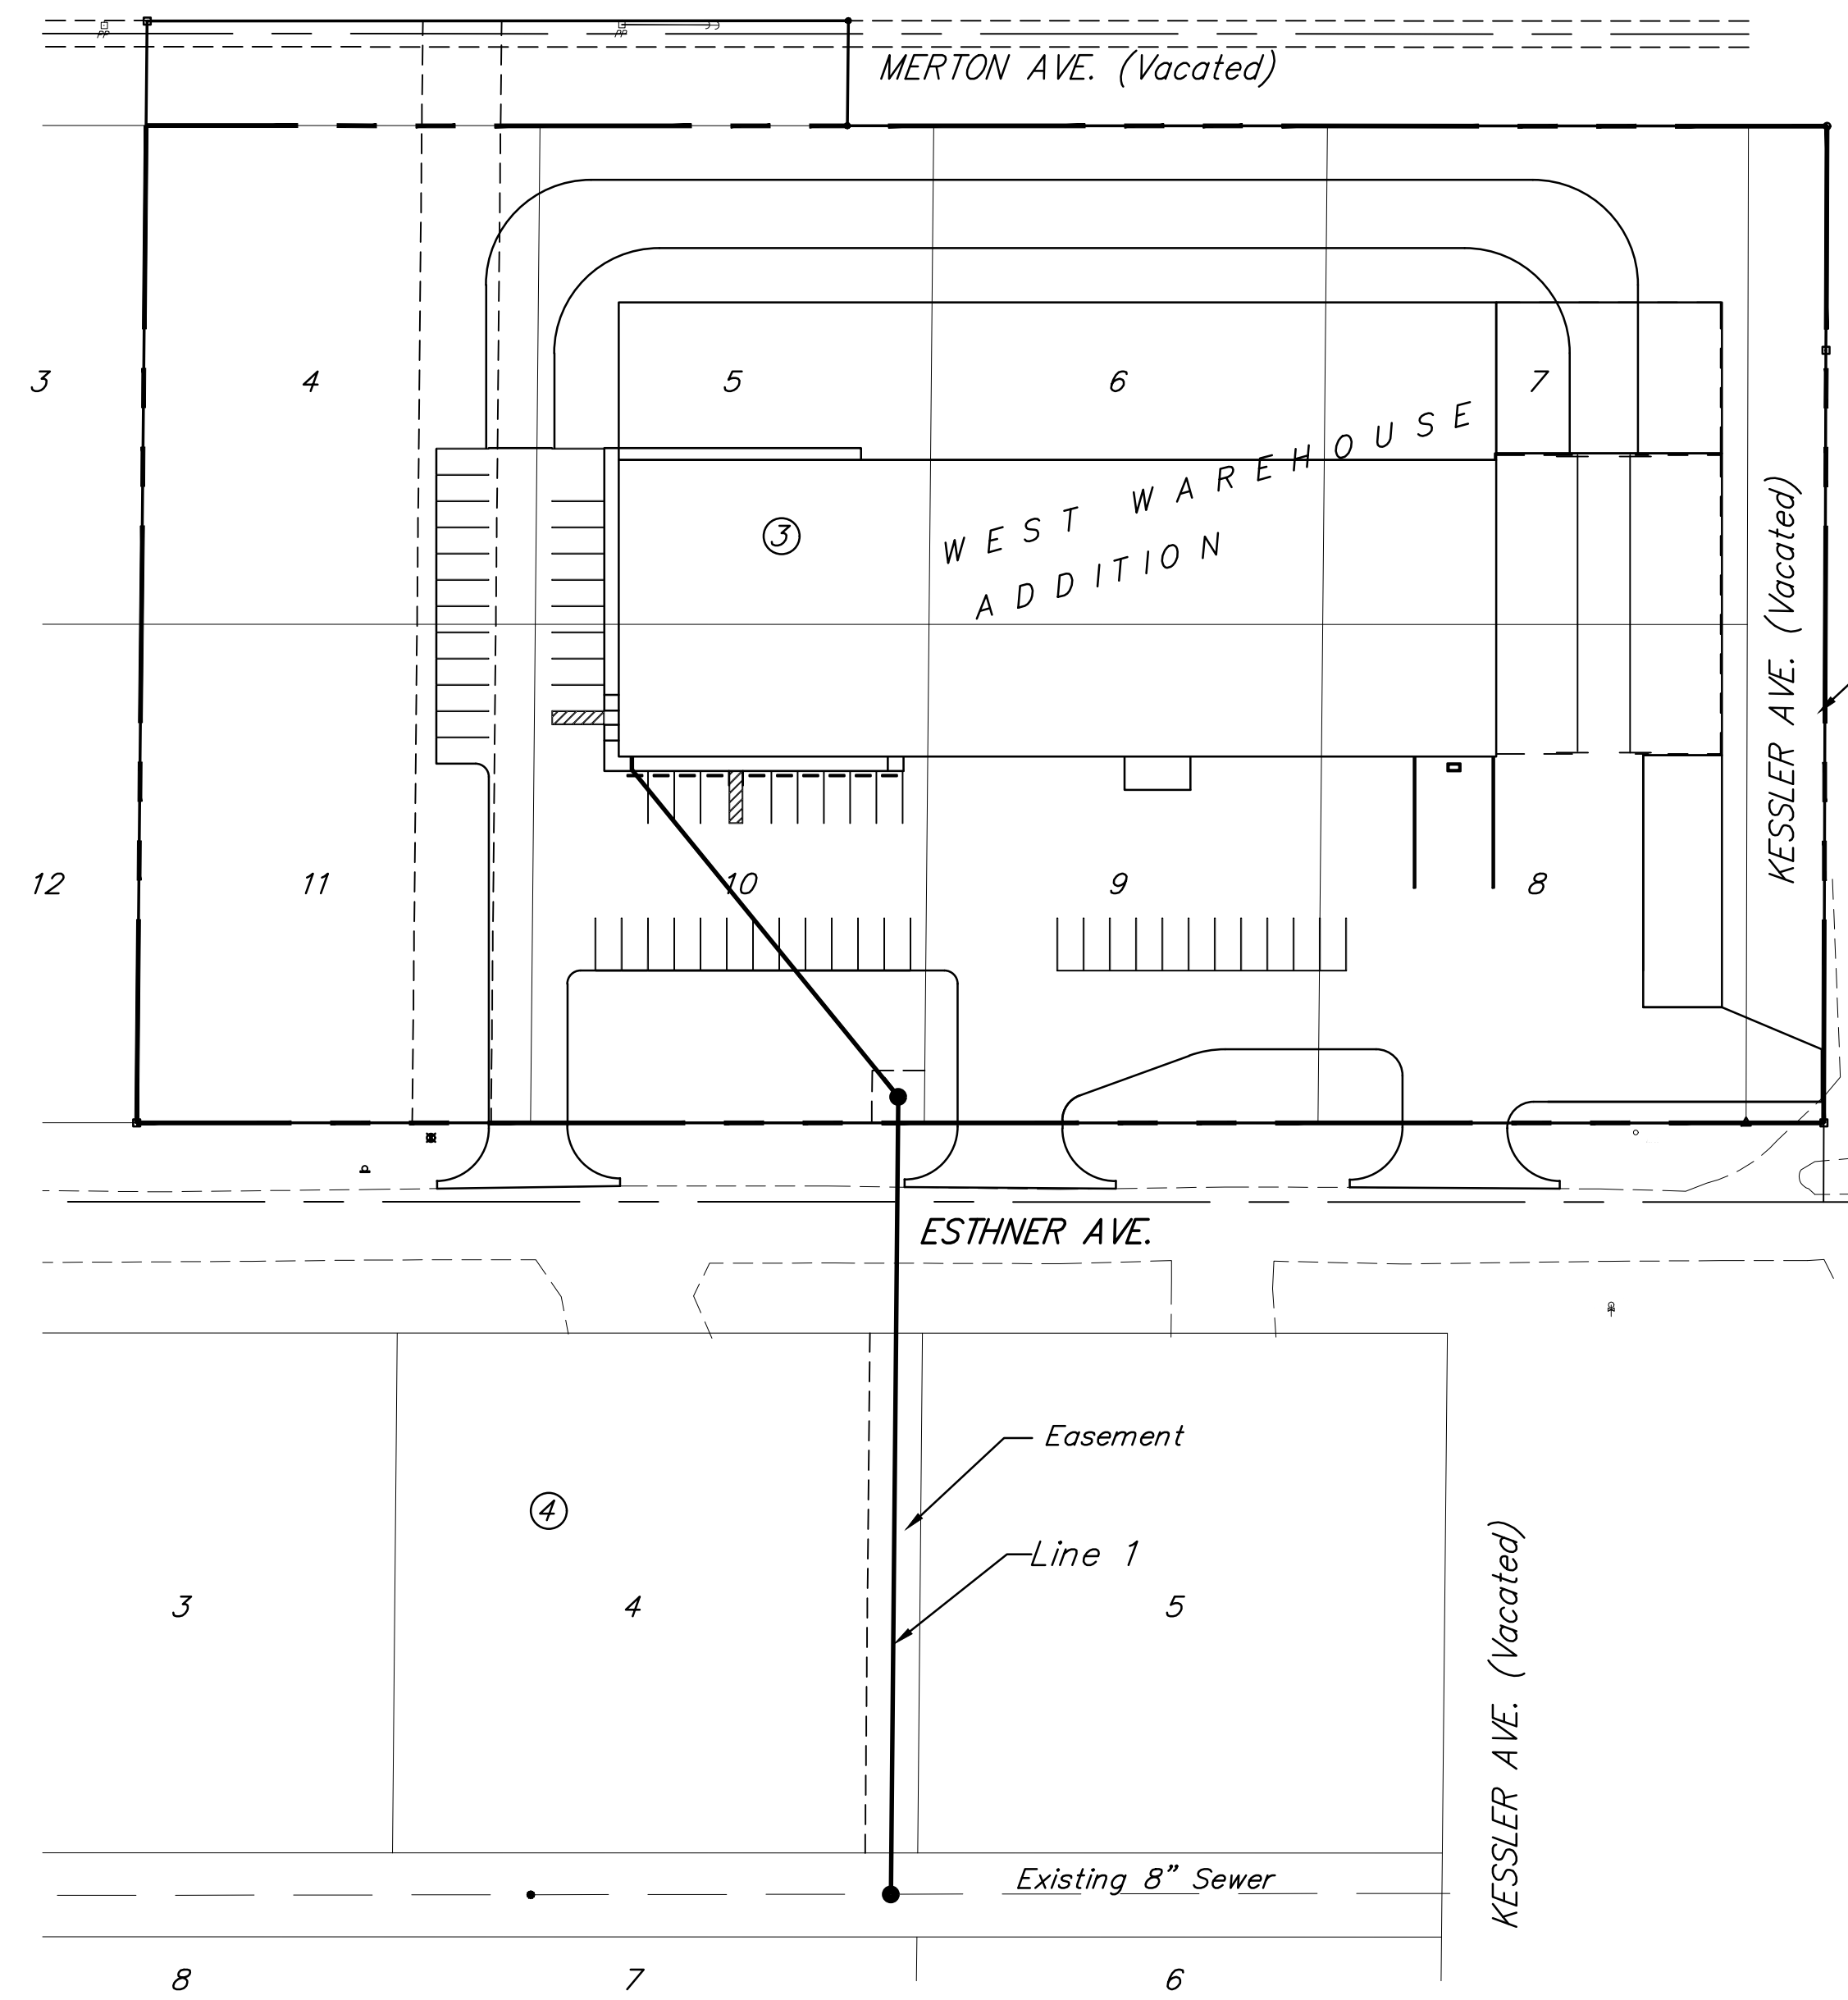 PP
PP
MERTON AVE. (Vacated)
3
4
5
6
7
WEST WAREHOUSE
ADDITION
3
KESSLER AVE. (Vacated)
12
11
10
9
8
ESTHNER AVE.
Easement
Line 1
4
3
4
5
KESSLER AVE. (Vacated)
Existing 8" Sewer
8
7
6